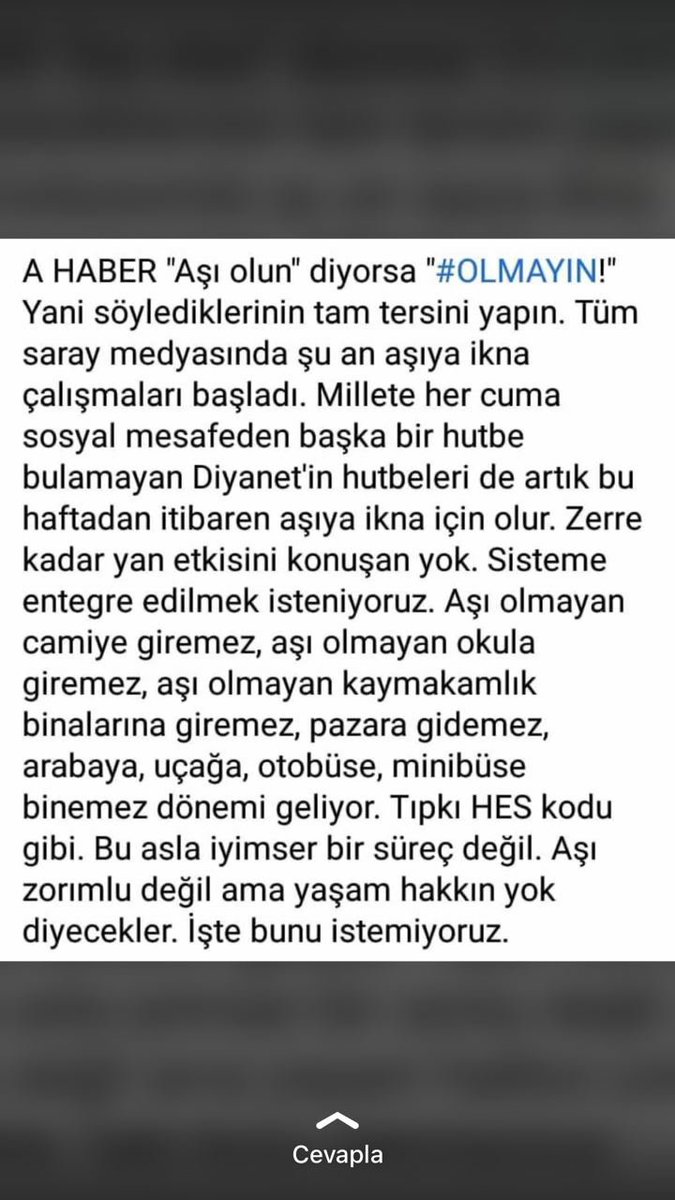 A HABER "Aşı olun" diyorsa "#OLMAYIN!"
Yani söylediklerinin tam tersini yapın. Tüm
saray medyasında şu an aşıya ikna
çalışmaları başladı. Millete her cuma
sosyal mesafeden başka bir hutbe
bulamayan Diyanet'in hutbeleri de artık bu
haftadan itibaren aşıya ikna için olur. Zerre
kadar yan etkisini konuşan yok. Sisteme
entegre edilmek isteniyoruz. Aşı olmayan
camiye giremez, aşı olmayan okula
giremez, aşı olmayan kaymakamlık
binalarına giremez, pazara gidemez,
arabaya, uçağa, otobüse, minibüse
binemez dönemi geliyor. Tıpkı HES kodu
gibi. Bu asla iyimser bir süreç değil. Aşı
zorımlu değil ama yaşam hakkın yok
diyecekler. İşte bunu istemiyoruz.
Cevapla